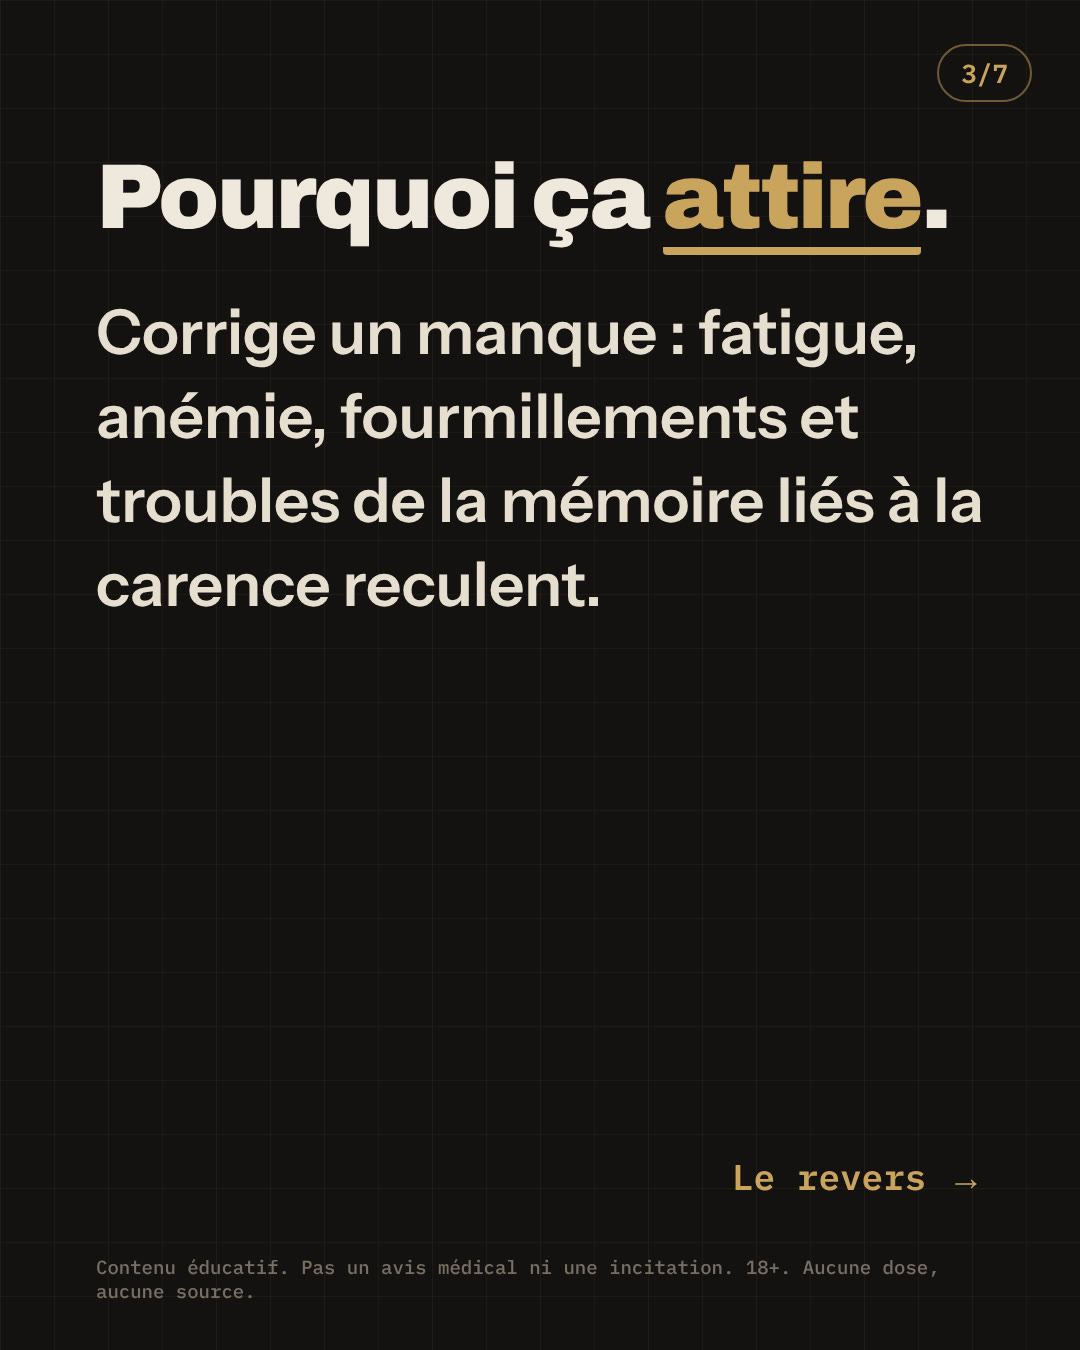 3/7
Pourquoi ça attire.
Corrige un manque : fatigue,
anémie, fourmillements et
troubles de la mémoire liés à la
carence reculent.
Le revers →
Contenu éducatif. Pas un avis médical ni une incitation. 18+. Aucune dose,
aucune source.